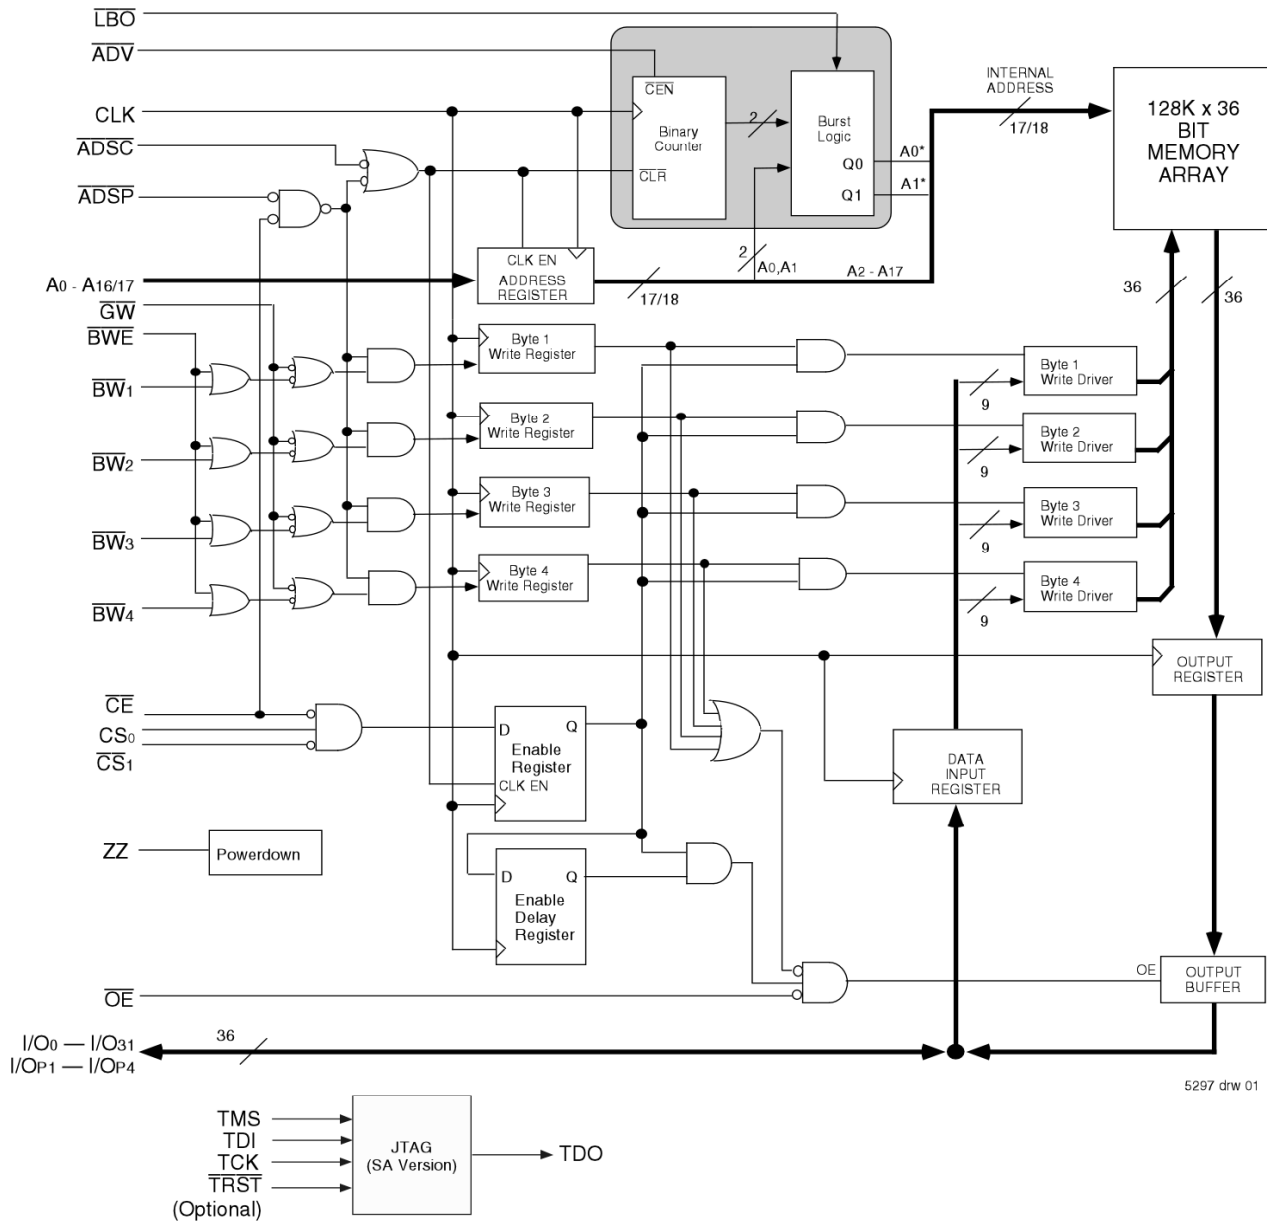 LBO
ADV
CLK
ADSC
ADSP
CEN
Binary
Counter
CLR
2
Burst
Logic
Q0
Q1
A0*
A1*
INTERNAL
ADDRESS
17/18
128K x 36
BIT
MEMORY
ARRAY
A0 - A16/17
CLK EN
ADDRESS
REGISTER
17/18
2
A0,A1
A2 - A17
36
36
GW
BWE
BW1
BW2
BW3
BW4
Byte 1
Write Register
Byte 2
Write Register
Byte 3
Write Register
Byte 4
Write Register
9
Byte 1
Write Driver
9
Byte 2
Write Driver
9
Byte 3
Write Driver
9
Byte 4
Write Driver
OUTPUT
REGISTER
CE
CS0
CS1
D Q
Enable
Register
CLK EN
DATA
INPUT
REGISTER
ZZ
Powerdown
D Q
Enable
Delay
Register
OE
OE
OUTPUT
BUFFER
I/O0 — I/O31
I/OP1 — I/OP4
36
5297 drw 01
TMS
TDI
TCK
TRST
(Optional)
JTAG
(SA Version)
TDO